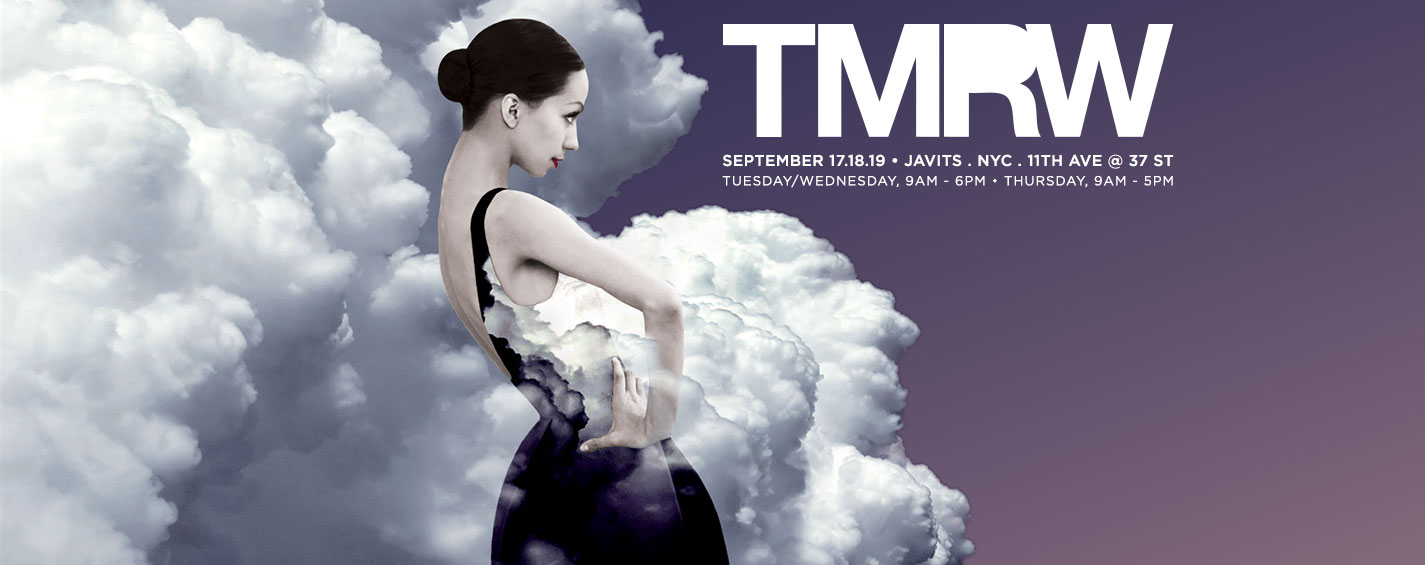 TMRW
SEPTEMBER 17.18.19 • JAVITS . NYC . 11TH AVE @ 37 ST
TUESDAY/WEDNESDAY, 9AM - 6PM • THURSDAY, 9AM - 5PM